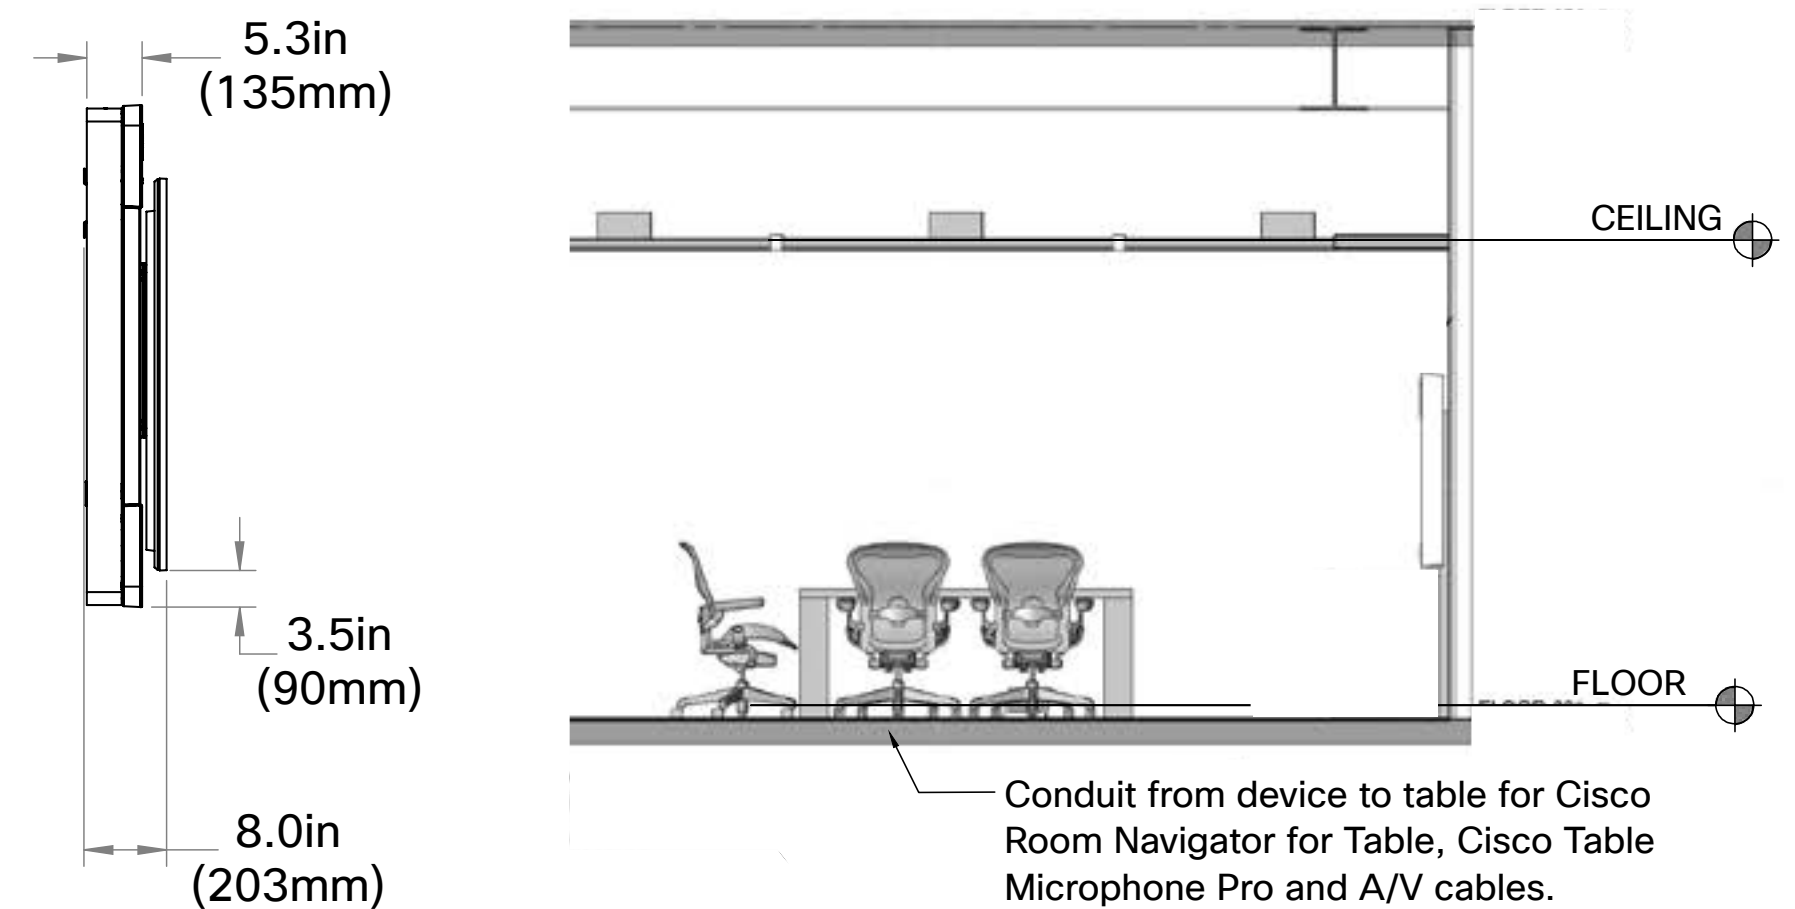 5.3in
(135mm)
CEILING
3.5in
(90mm)
FLOOR
8.0in
(203mm)
Conduit from device to table for Cisco
Room Navigator for Table, Cisco Table
Microphone Pro and A/V cables.